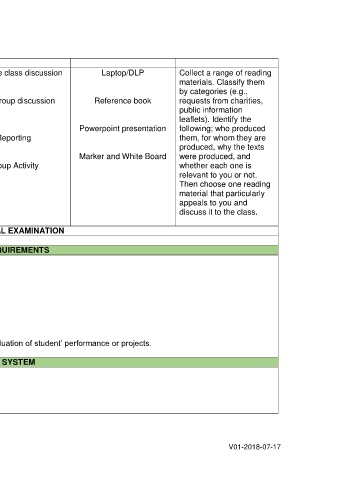 e class discussion
roup discussion
Reporting
oup Activity
Laptop/DLP
Reference book
Powerpoint presentation
Marker and White Board
Collect a range of reading
materials. Classify them
by categories (e.g.,
requests from charities,
public information
leaflets). Identify the
following; who produced
them, for whom they are
produced, why the texts
were produced, and
whether each one is
relevant to you or not.
Then choose one reading
material that particularly
appeals to you and
discuss it to the class.
L EXAMINATION
QUIREMENTS
luation of student’ performance or projects.
SYSTEM
V01-2018-07-17